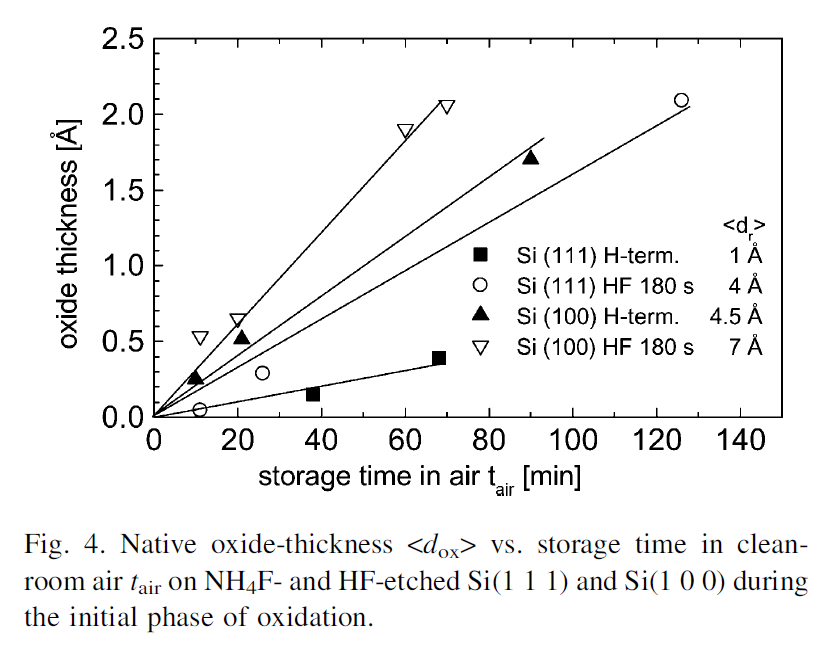 2.5
2.0
1.5
1.0
0.5
0.0
oxide thickness [Å]
<d_r>
Si (111) H-term. 1 Å
Si (111) HF 180 s 4 Å
Si (100) H-term. 4.5 Å
Si (100) HF 180 s 7 Å
0 20 40 60 80 100 120 140
storage time in air t_air [min]
Fig. 4. Native oxide-thickness <d_ox> vs. storage time in clean-
room air t_air on NH₄F- and HF-etched Si(1 1 1) and Si(1 0 0) during
the initial phase of oxidation.